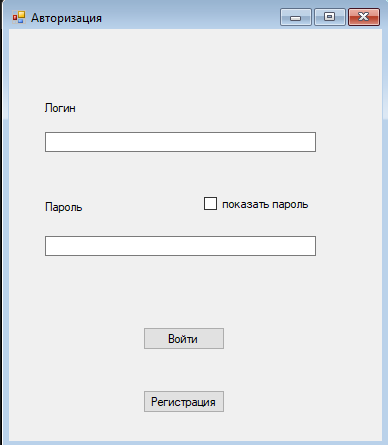 Авторизация
Логин
Пароль
показать пароль
Войти
Регистрация